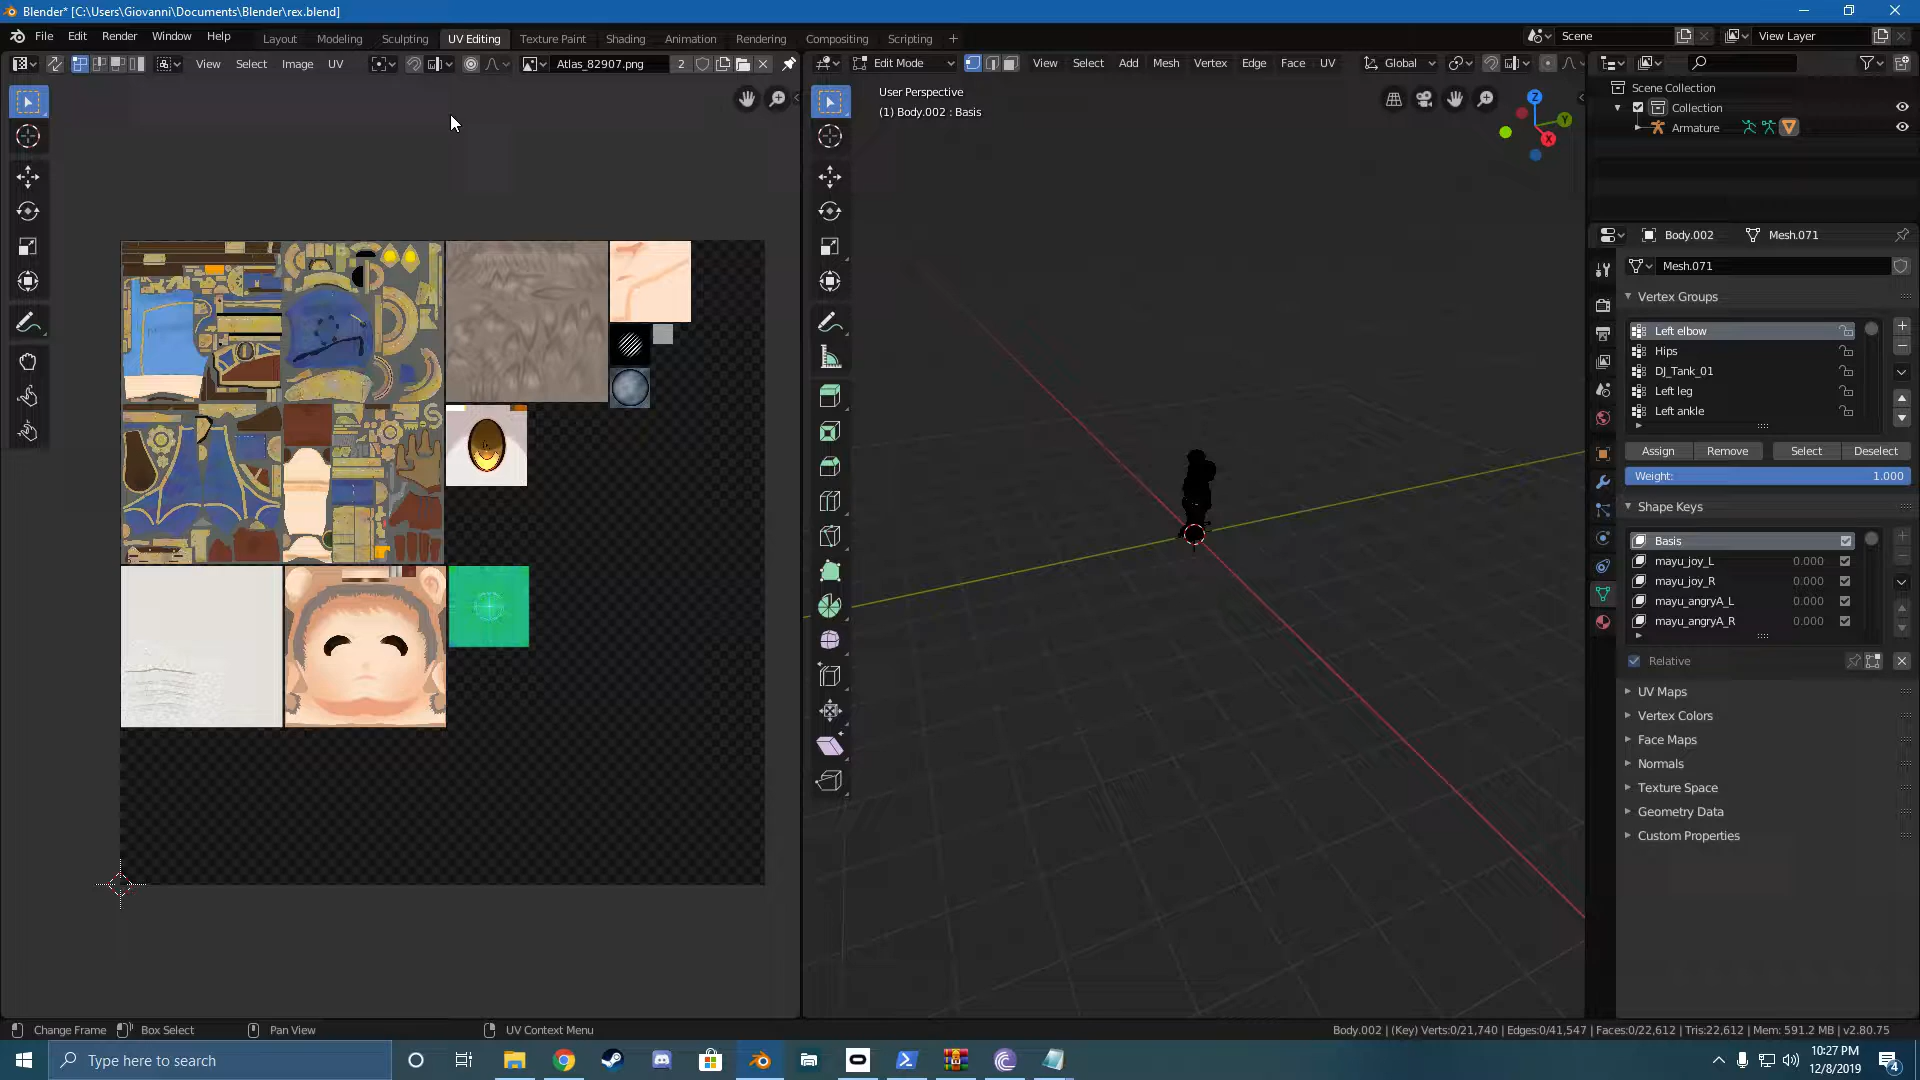 Blender* [C:\Users\Giovanni\Documents\Blender\rex.blend]
File Edit Render Window Help
Layout Modeling Sculpting UV Editing Texture Paint Shading Animation Rendering Compositing Scripting
Scene
View Layer
View Select Image UV
Atlas_82907.png 2
Edit Mode
View Select Add Mesh Vertex Edge Face UV
Global
User Perspective
(1) Body.002 : Basis
Z
Y
X
Scene Collection
Collection
Armature
Body.002
Mesh.071
Mesh.071
Vertex Groups
Left elbow
Hips
DJ_Tank_01
Left leg
Left ankle
Assign Remove Select Deselect
Weight: 1.000
Shape Keys
Basis
mayu_joy_L 0.000
mayu_joy_R 0.000
mayu_angryA_L 0.000
mayu_angryA_R 0.000
Relative
UV Maps
Vertex Colors
Face Maps
Normals
Texture Space
Geometry Data
Custom Properties
Change Frame
Box Select
Pan View
UV Context Menu
Body.002 | (Key) Verts:0/21,740 | Edges:0/41,547 | Faces:0/22,612 | Tris:22,612 | Mem: 591.2 MB | v2.80.75
Type here to search
10:27 PM
12/8/2019
4